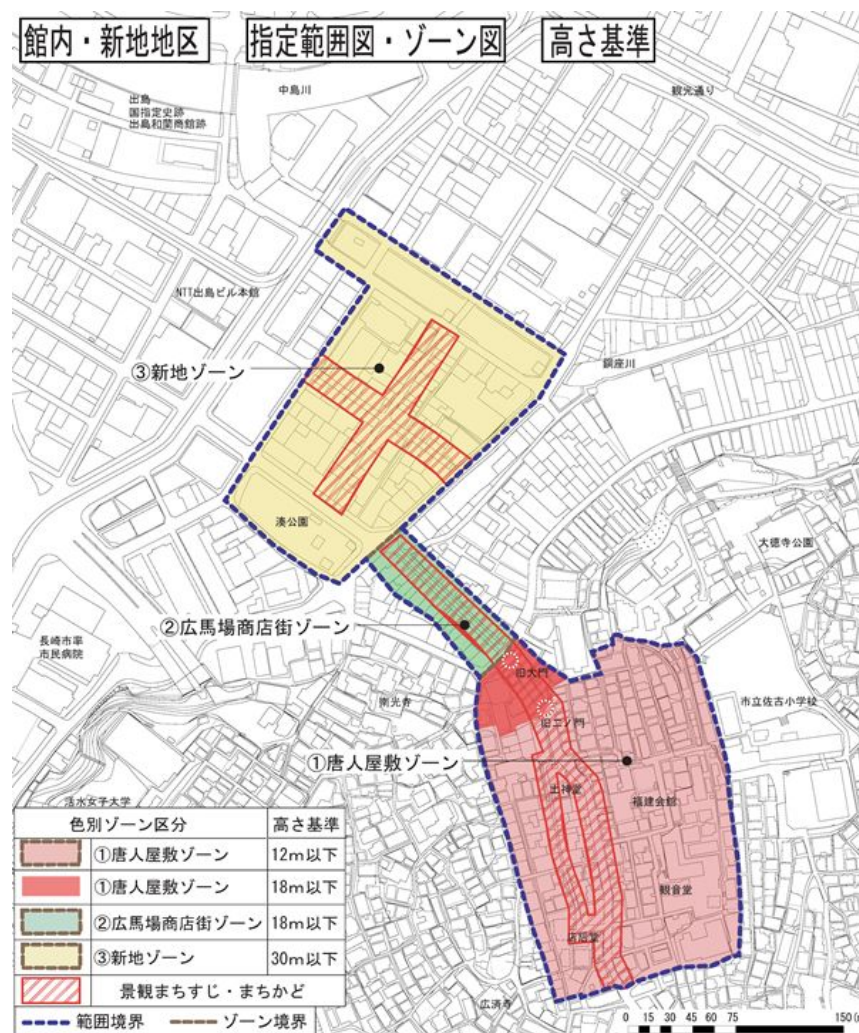 館内・新地地区 指定範囲図・ゾーン図 高さ基準
中島川
観光通り
出島
国指定史跡
出島和蘭商館跡
NTT出島ビル本館
③新地ゾーン
銅座川
湊公園
大徳寺公園
②広馬場商店街ゾーン
長崎市率
市民病院
旧大門
南光寺
旧二ノ門
市立佐古小学校
①唐人屋敷ゾーン
土神堂
福建会館
活水女子大学
観音堂
広済寺
色別ゾーン区分 高さ基準
①唐人屋敷ゾーン 12m以下
①唐人屋敷ゾーン 18m以下
②広馬場商店街ゾーン 18m以下
③新地ゾーン 30m以下
景観まちすじ・まちかど
範囲境界 ゾーン境界
0 15 30 45 60 75 150